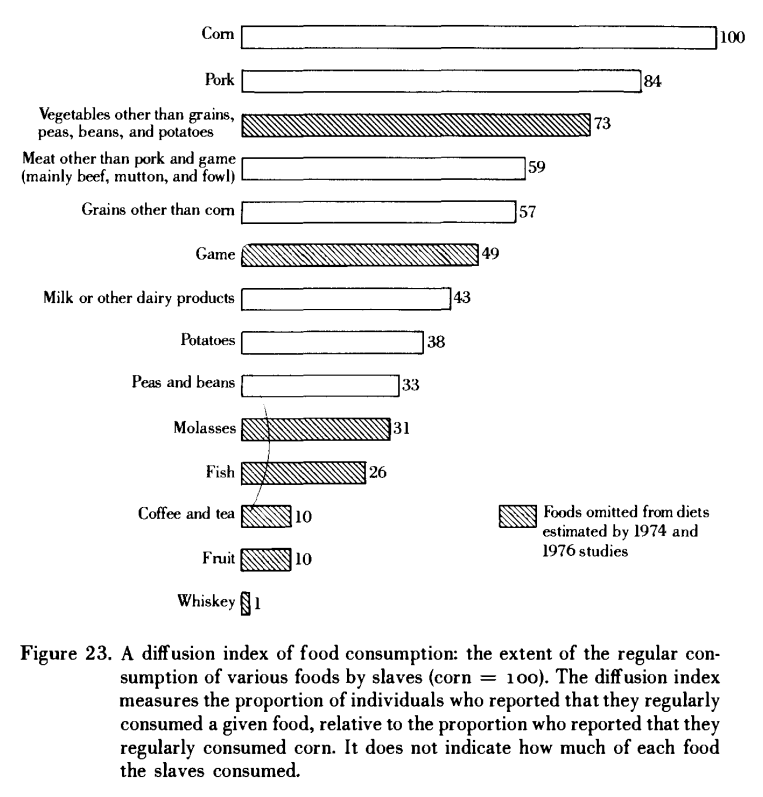 Corn
100
Pork
84
Vegetables other than grains,
peas, beans, and potatoes
73
Meat other than pork and game
(mainly beef, mutton, and fowl)
59
Grains other than corn
57
Game
49
Milk or other dairy products
43
Potatoes
38
Peas and beans
33
Molasses
31
Fish
26
Coffee and tea
10
Foods omitted from diets
estimated by 1974 and
1976 studies
Fruit
10
Whiskey
1
Figure 23. A diffusion index of food consumption: the extent of the regular con-
sumption of various foods by slaves (corn = 100). The diffusion index
measures the proportion of individuals who reported that they regularly
consumed a given food, relative to the proportion who reported that they
regularly consumed corn. It does not indicate how much of each food
the slaves consumed.